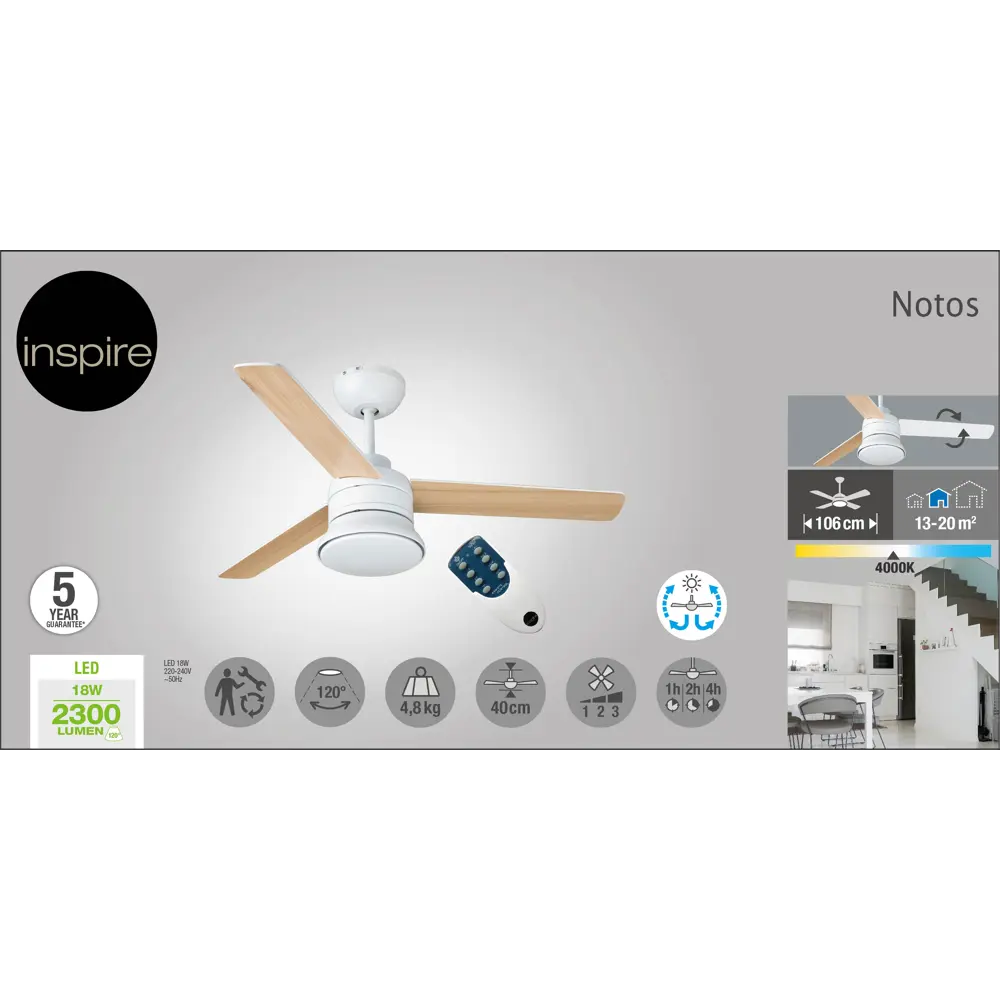 inspire
Notos
106 cm
13-20 m²
4000K
5
YEAR
GUARANTEE*
LED
18W
2300
LUMEN
120°
LED 18W
220-240V
~50Hz
120°
4,8 kg
40cm
1 2 3
1h 2h 4h